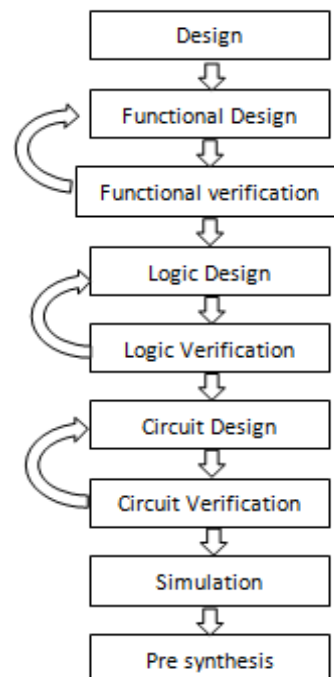 Design
Functional Design
Functional verification
Logic Design
Logic Verification
Circuit Design
Circuit Verification
Simulation
Pre synthesis